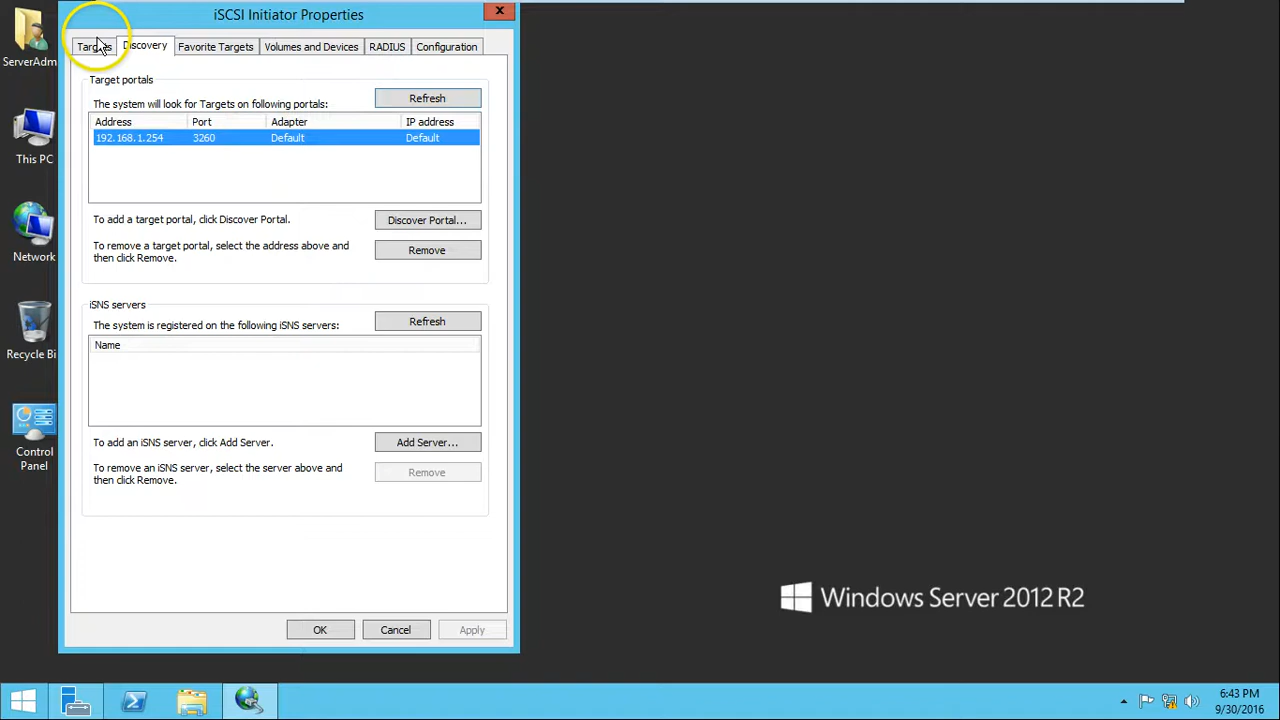 iSCSI Initiator Properties
ServerAdm
Targets Discovery Favorite Targets Volumes and Devices RADIUS Configuration
Target portals
The system will look for Targets on following portals:
Refresh
Address Port Adapter IP address
192.168.1.254 3260 Default Default
This PC
To add a target portal, click Discover Portal.
Discover Portal...
To remove a target portal, select the address above and
then click Remove.
Remove
Network
iSNS servers
The system is registered on the following iSNS servers:
Refresh
Name
Recycle Bi
To add an iSNS server, click Add Server.
Add Server...
Control
Panel
To remove an iSNS server, select the server above and
then click Remove.
Remove
Windows Server 2012 R2
OK Cancel Apply
6:43 PM
9/30/2016